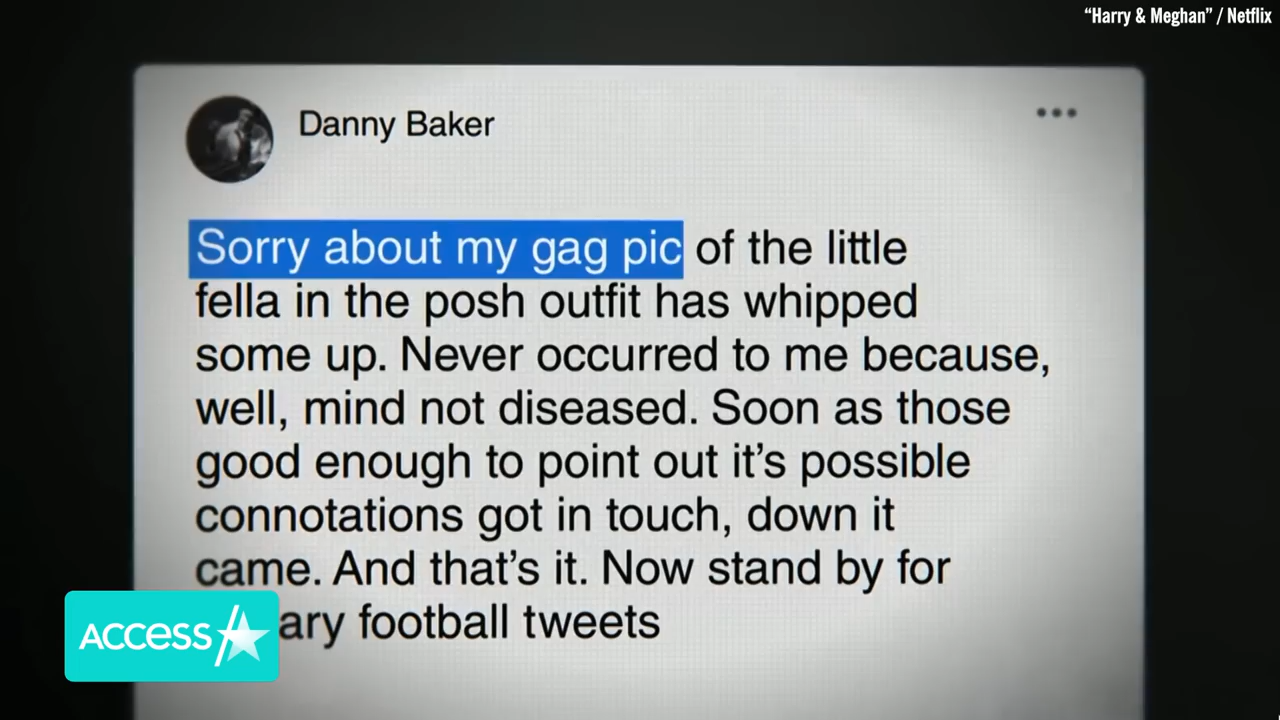 “Harry & Meghan” / Netflix
Danny Baker
Sorry about my gag pic of the little
fella in the posh outfit has whipped
some up. Never occurred to me because,
well, mind not diseased. Soon as those
good enough to point out it’s possible
connotations got in touch, down it
came. And that’s it. Now stand by for
ary football tweets
ACCESS